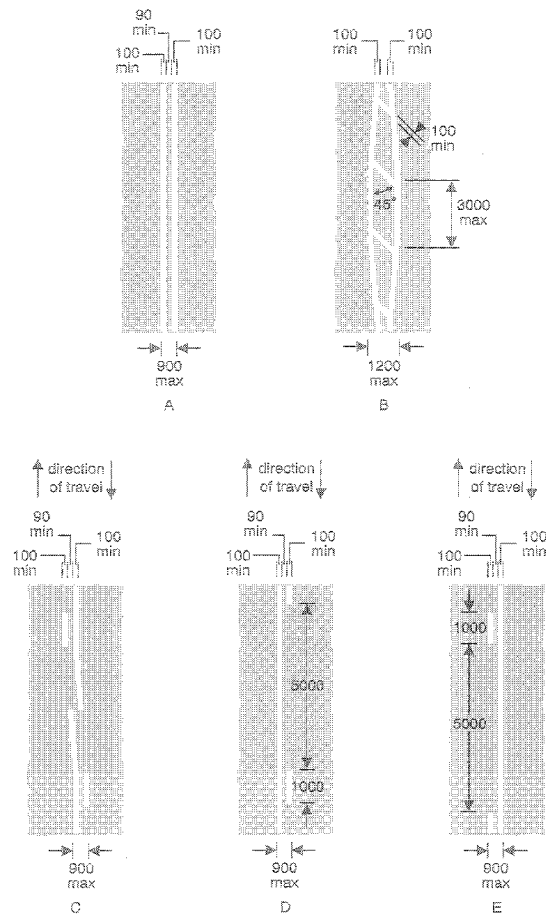 90
min
100
min
100
min
100
min
100
min
100
min
45°
3000
max
900
max
1200
max
A
B
direction
of travel
direction
of travel
direction
of travel
90
min
100
min
100
min
90
min
100
min
100
min
90
min
100
min
100
min
1000
5000
5000
1000
900
max
900
max
900
max
C
D
E